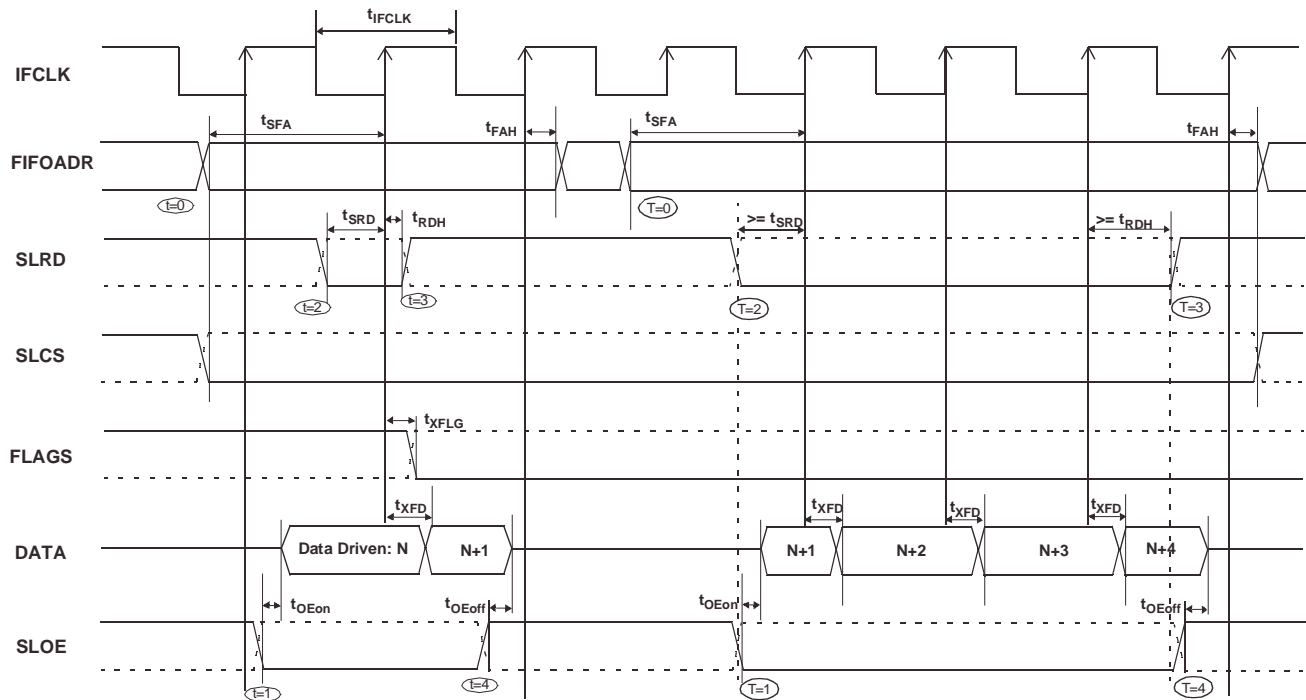 tIFCLK
IFCLK
tSFA
tFAH
tSFA
tFAH
FIFOADR
t=0
T=0
tSRD
tRDH
>= tSRD
>= tRDH
SLRD
t=2
t=3
T=2
T=3
SLCS
tXFLG
FLAGS
tXFD
tXFD
tXFD
tXFD
DATA
Data Driven: N
N+1
N+1
N+2
N+3
N+4
tOEon
tOEoff
tOEon
tOEoff
SLOE
t=1
t=4
T=1
T=4